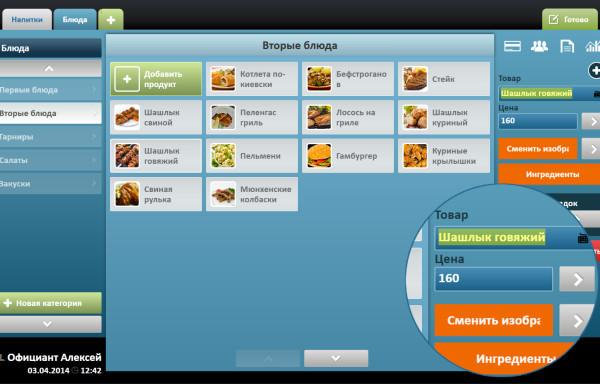 Напитки
Блюда
Готово
Блюда
Первые блюда
Вторые блюда
Гарниры
Салаты
Закуски
Новая категория
Официант Алексей
03.04.2014 12:42
Вторые блюда
Добавить
продукт
Котлета по-
киевски
Бефстроганo
в
Стейк
Шашлык
свиной
Пеленгас
гриль
Лосось на
гриле
Шашлык
куриный
Шашлык
говяжий
Пельмени
Гамбургер
Куриные
крылышки
Свиная
рулька
Мюнхенские
колбаски
Товар
Шашлык говяжий
Цена
160
Сменить изобра
Ингредиенты
Товар
Шашлык говяжий
Цена
160
Сменить изобра
Ингредиенты